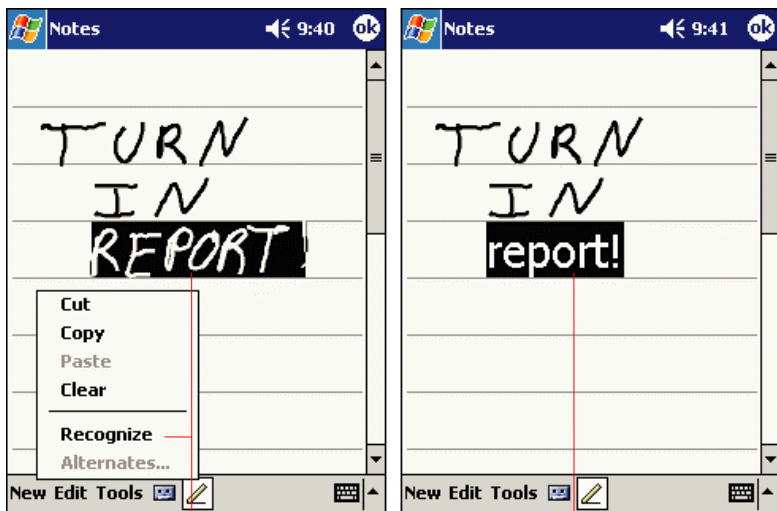 Notes 9:40 ok
TURN
IN
REPORT!
Cut
Copy
Paste
Clear
Recognize
Alternates...
New Edit Tools
Notes 9:41 ok
TURN
IN
report!
New Edit Tools